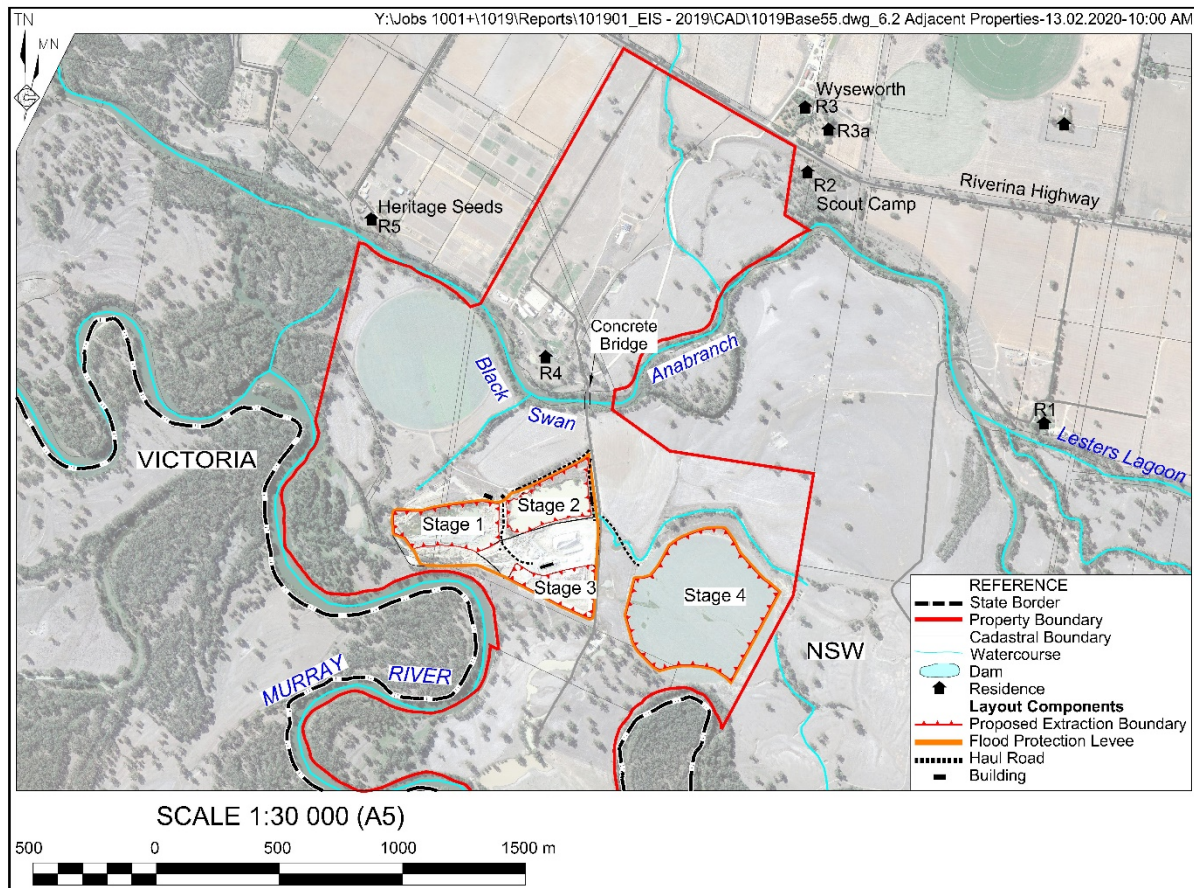 Y:\Jobs 1001+\1019\Reports\101901_EIS - 2019\CAD\1019Base55.dwg_6.2 Adjacent Properties-13.02.2020-10:00 AM
TN
MN
G
Wyseworth
R3
R3a
R2
Scout Camp
Riverina Highway
Heritage Seeds
R5
Concrete
Bridge
R4
Black
Swan
Anabranch
R1
Lesters Lagoon
VICTORIA
Stage 1
Stage 2
Stage 3
Stage 4
NSW
MURRAY
RIVER
REFERENCE
State Border
Property Boundary
Cadastral Boundary
Watercourse
Dam
Residence
Layout Components
Proposed Extraction Boundary
Flood Protection Levee
Haul Road
Building
SCALE 1:30 000 (A5)
500 0 500 1000 1500 m